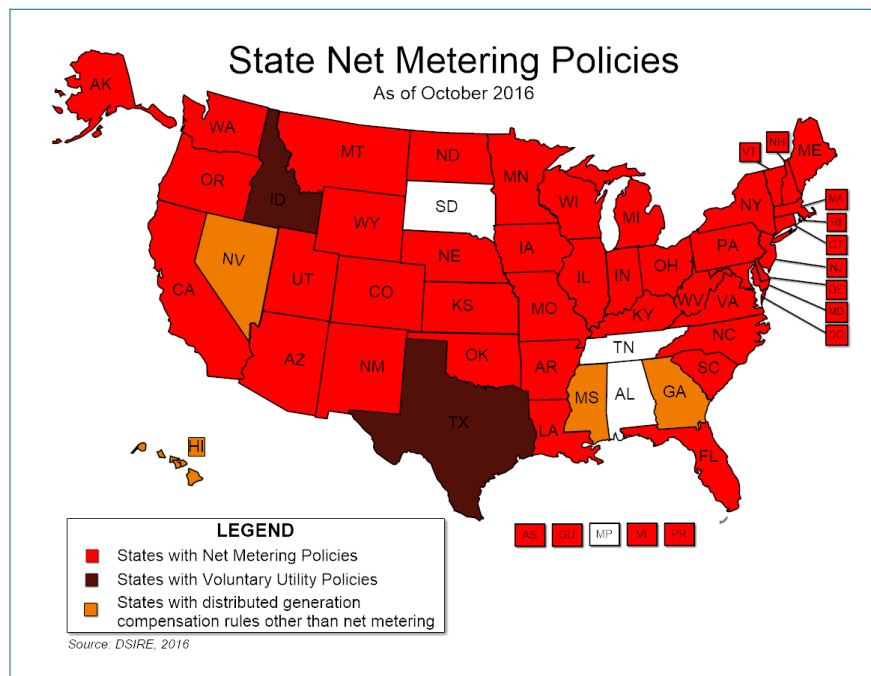 State Net Metering Policies
As of October 2016
AK
WA
MT
ND
MN
VT
NH
ME
OR
ID
WY
SD
WI
MI
NY
MA
RI
CT
NJ
DE
MD
DC
NV
UT
CO
NE
IA
PA
CA
KS
MO
IL
IN
OH
WV
VA
KY
AZ
NM
OK
AR
TN
NC
SC
TX
LA
MS
AL
GA
FL
HI
AS
GU
MP
VI
PR
LEGEND
States with Net Metering Policies
States with Voluntary Utility Policies
States with distributed generation
compensation rules other than net metering
Source: DSIRE, 2016